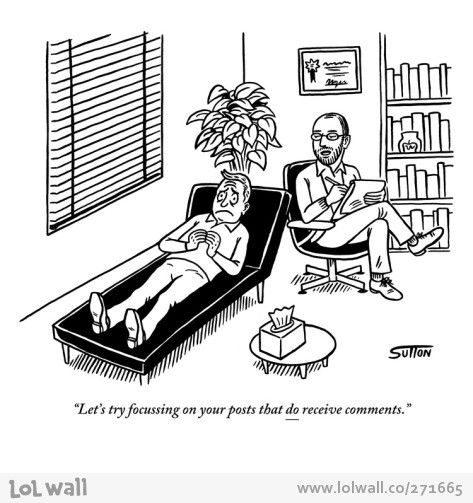 SUTTON
“Let’s try focussing on your posts that do receive comments.”
LOL wall
www.lolwall.co/271665